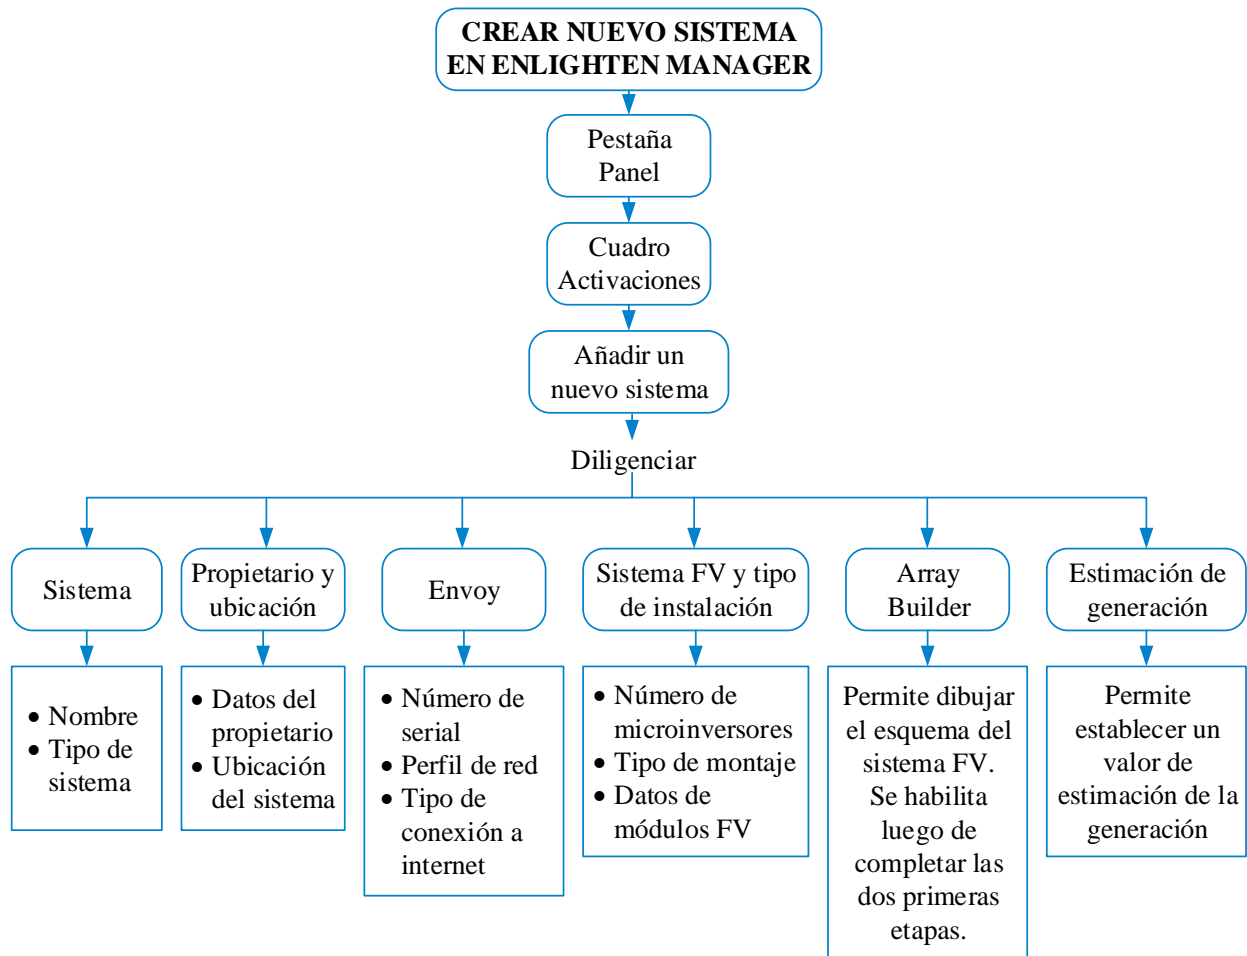 CREAR NUEVO SISTEMA
EN ENLIGHTEN MANAGER
Pestaña
Panel
Cuadro
Activaciones
Añadir un
nuevo sistema
Diligenciar
Sistema
Propietario y
ubicación
Envoy
Sistema FV y tipo
de instalación
Array
Builder
Estimación de
generación
• Nombre
• Tipo de
sistema
• Datos del
propietario
• Ubicación
del sistema
• Número de
serial
• Perfil de red
• Tipo de
conexión a
internet
• Número de
microinversores
• Tipo de montaje
• Datos de
módulos FV
Permite dibujar
el esquema del
sistema FV.
Se habilita
luego de
completar las
dos primeras
etapas.
Permite
establecer un
valor de
estimación de la
generación